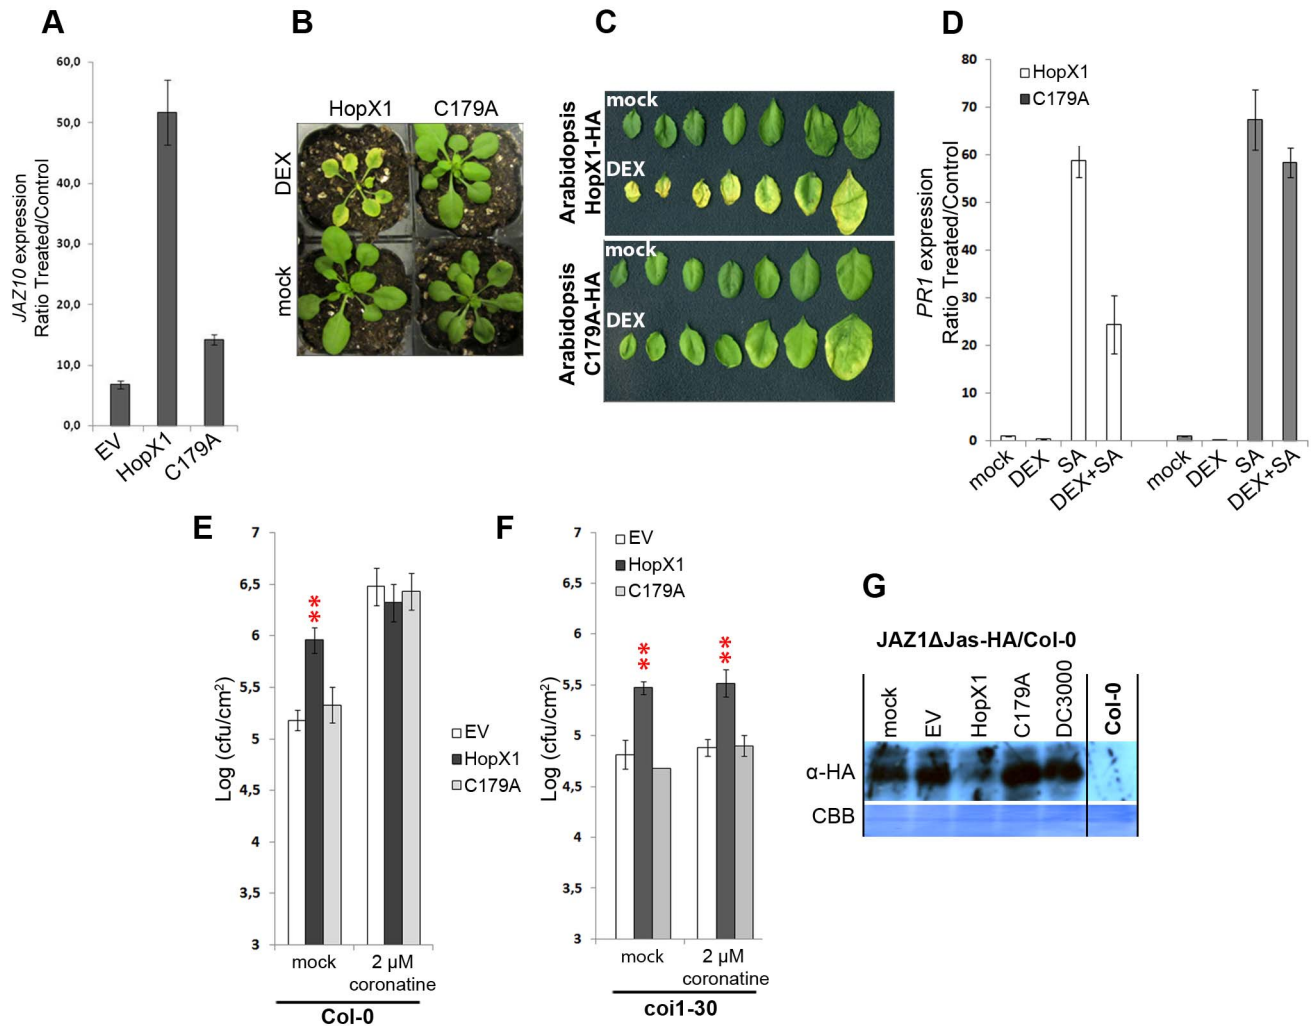 A
60,0
50,0
40,0
30,0
20,0
10,0
0,0
JAZ10 expression
Ratio Treated/Control
EV
HopX1
C179A
B
HopX1
C179A
DEX
mock
C
Arabidopsis
HopX1-HA
mock
DEX
Arabidopsis
C179A-HA
mock
DEX
D
80
70
60
50
40
30
20
10
0
PR1 expression
Ratio Treated/Control
HopX1
C179A
mock
DEX
SA
DEX+SA
mock
DEX
SA
DEX+SA
E
7
6,5
6
5,5
5
4,5
4
3,5
3
Log (cfu/cm²)
**
EV
HopX1
C179A
mock
2 µM
coronatine
Col-0
F
7
6,5
6
5,5
5
4,5
4
3,5
3
Log (cfu/cm²)
EV
HopX1
C179A
**
**
mock
2 µM
coronatine
coi1-30
G
JAZ1ΔJas-HA/Col-0
mock
EV
HopX1
C179A
DC3000
Col-0
α-HA
CBB